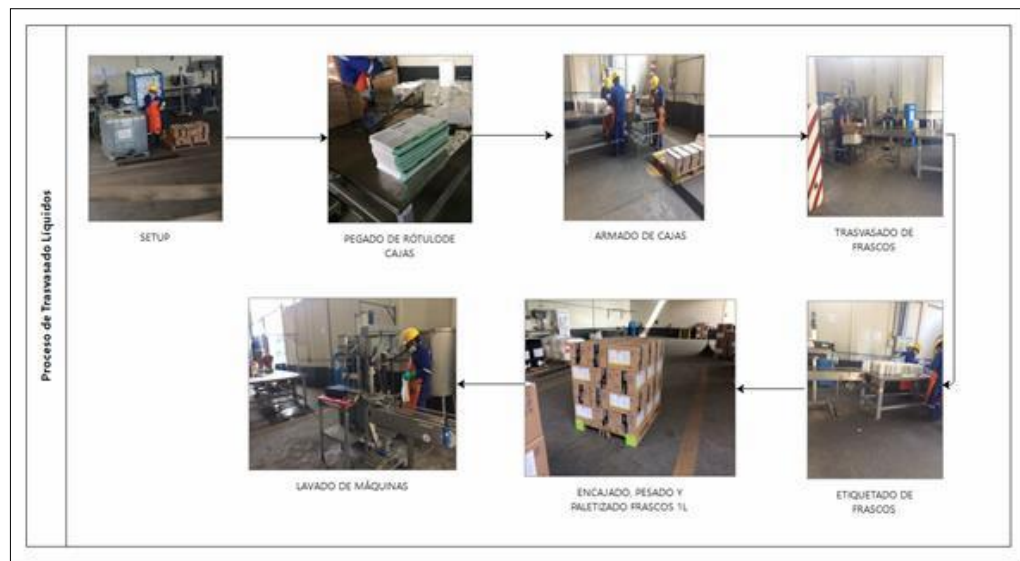 Proceso de Trasvasado Líquidos
SETUP
PEGADO DE RÓTULODE
CAJAS
ARMADO DE CAJAS
TRASVASADO DE
FRASCOS
LAVADO DE MÁQUINAS
ENCAJADO, PESADO Y
PALETIZADO FRASCOS 1L
ETIQUETADO DE
FRASCOS